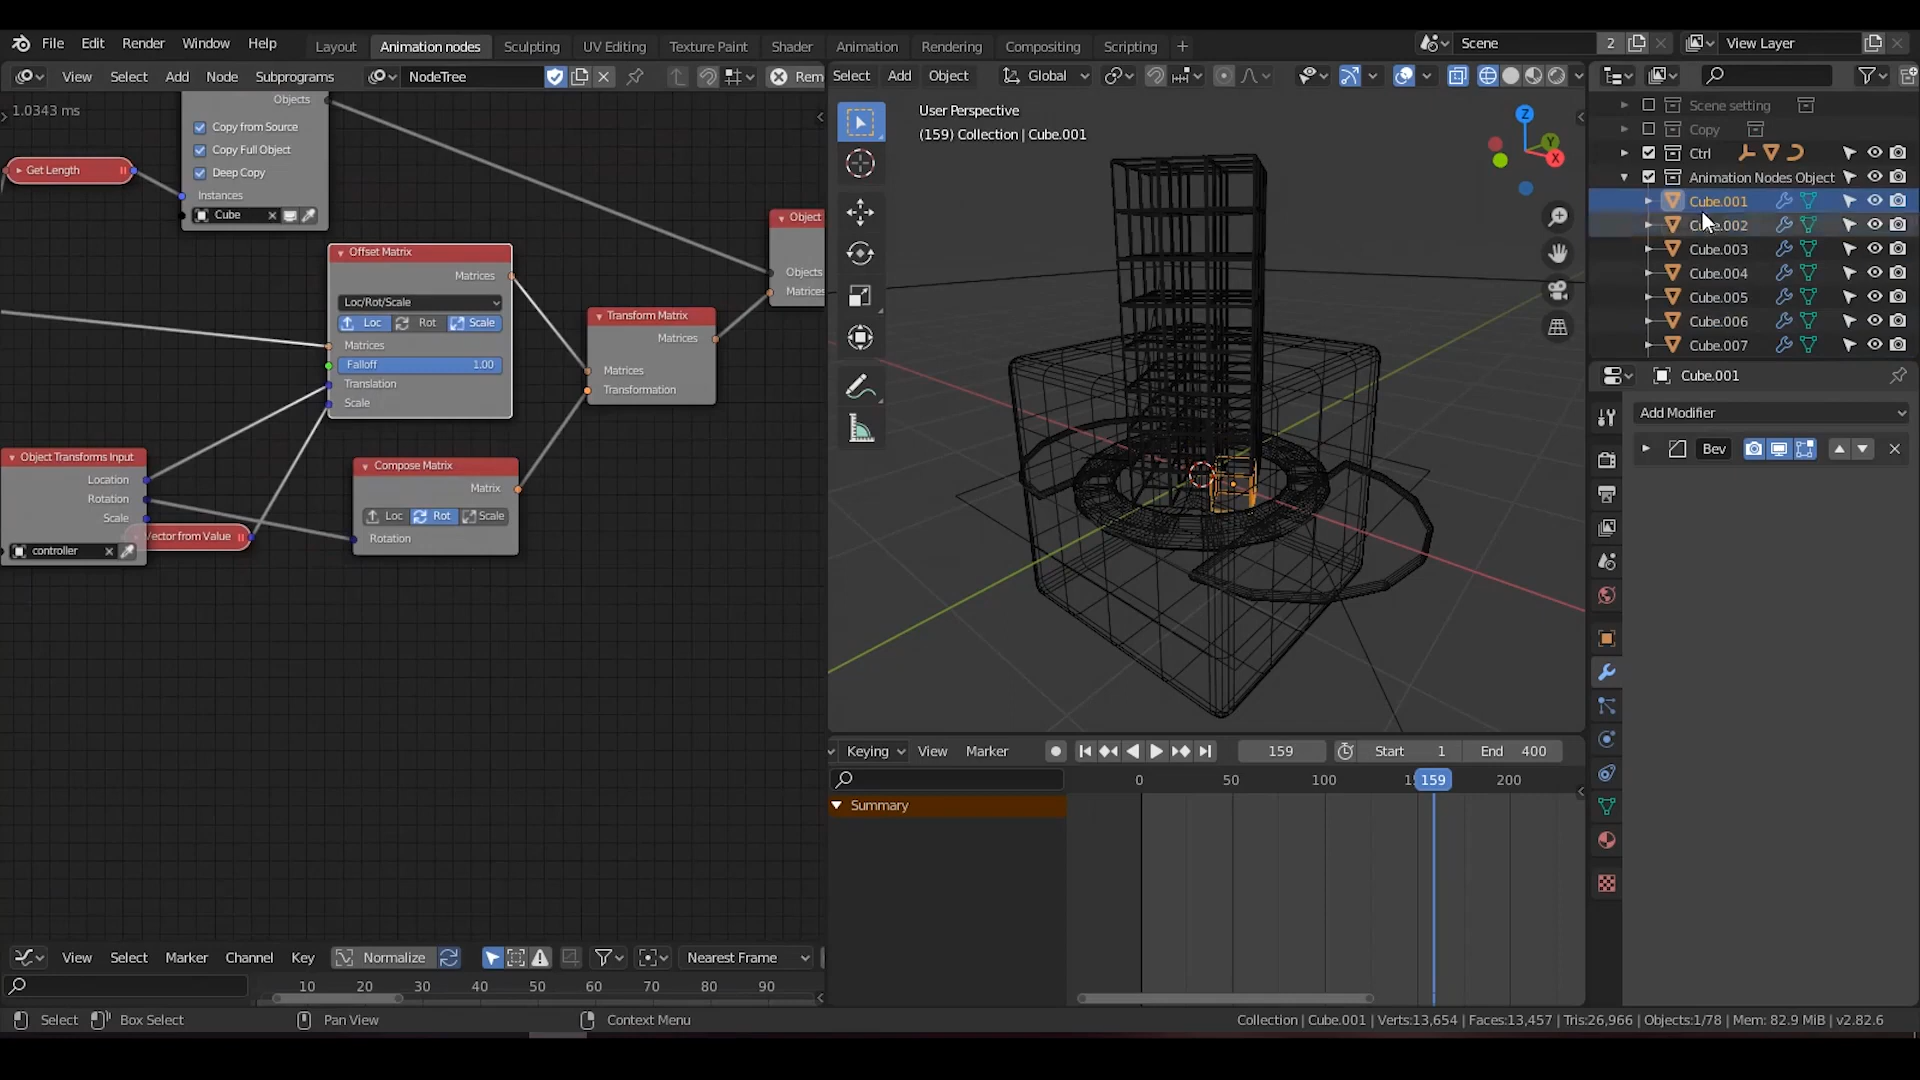 File Edit Render Window Help
Layout Animation nodes Sculpting UV Editing Texture Paint Shader Animation Rendering Compositing Scripting
Scene 2
View Layer
View Select Add Node Subprograms
NodeTree
Rem
Select Add Object
Global
1.0343 ms
Objects
Copy from Source
Copy Full Object
Deep Copy
Instances
Cube
Get Length
Offset Matrix
Matrices
Loc/Rot/Scale
Loc Rot Scale
Matrices
Falloff 1.00
Translation
Scale
Transform Matrix
Matrices
Matrices
Transformation
Object
Objects
Matrices
Object Transforms Input
Location
Rotation
Scale
controller
Vector from Value
Compose Matrix
Matrix
Loc Rot Scale
Rotation
User Perspective
(159) Collection | Cube.001
Z
Y
X
Scene setting
Copy
Ctrl
Animation Nodes Object
Cube.001
Cube.002
Cube.003
Cube.004
Cube.005
Cube.006
Cube.007
Cube.001
Add Modifier
Bev
Keying View Marker
159
Start 1
End 400
0 50 100 159 200
Summary
View Select Marker Channel Key
Normalize
Nearest Frame
10 20 30 40 50 60 70 80 90
Select Box Select Pan View Context Menu
Collection | Cube.001 | Verts:13,654 | Faces:13,457 | Tris:26,966 | Objects:1/78 | Mem: 82.9 MiB | v2.82.6